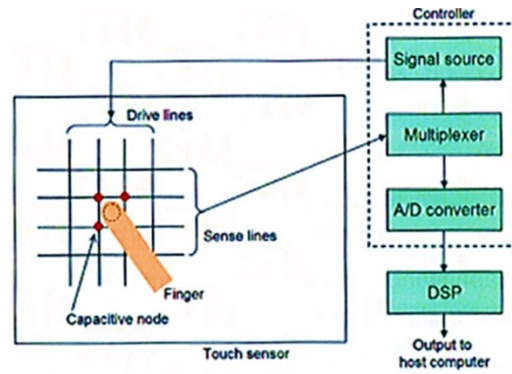 Controller
Signal source
Drive lines
Multiplexer
A/D converter
Sense lines
Finger
Capacitive node
DSP
Touch sensor
Output to
host computer